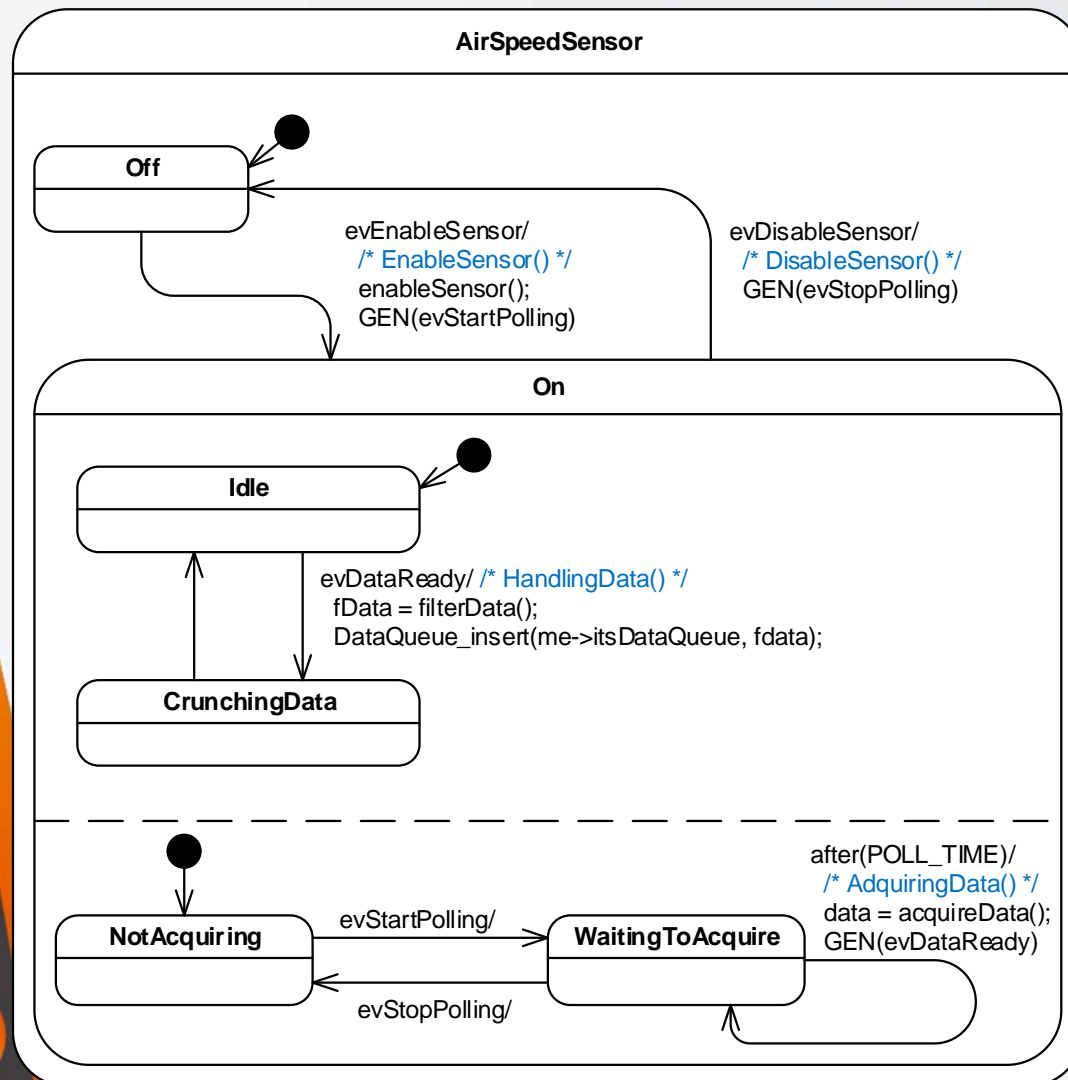 AirSpeedSensor
Off
evEnableSensor/
/* EnableSensor() */
enableSensor();
GEN(evStartPolling)
evDisableSensor/
/* DisableSensor() */
GEN(evStopPolling)
On
Idle
evDataReady/ /* HandlingData() */
fData = filterData();
DataQueue_insert(me->itsDataQueue, fdata);
CrunchingData
after(POLL_TIME)/
/* AdquiringData() */
data = acquireData();
GEN(evDataReady)
NotAcquiring
evStartPolling/
WaitingToAcquire
evStopPolling/